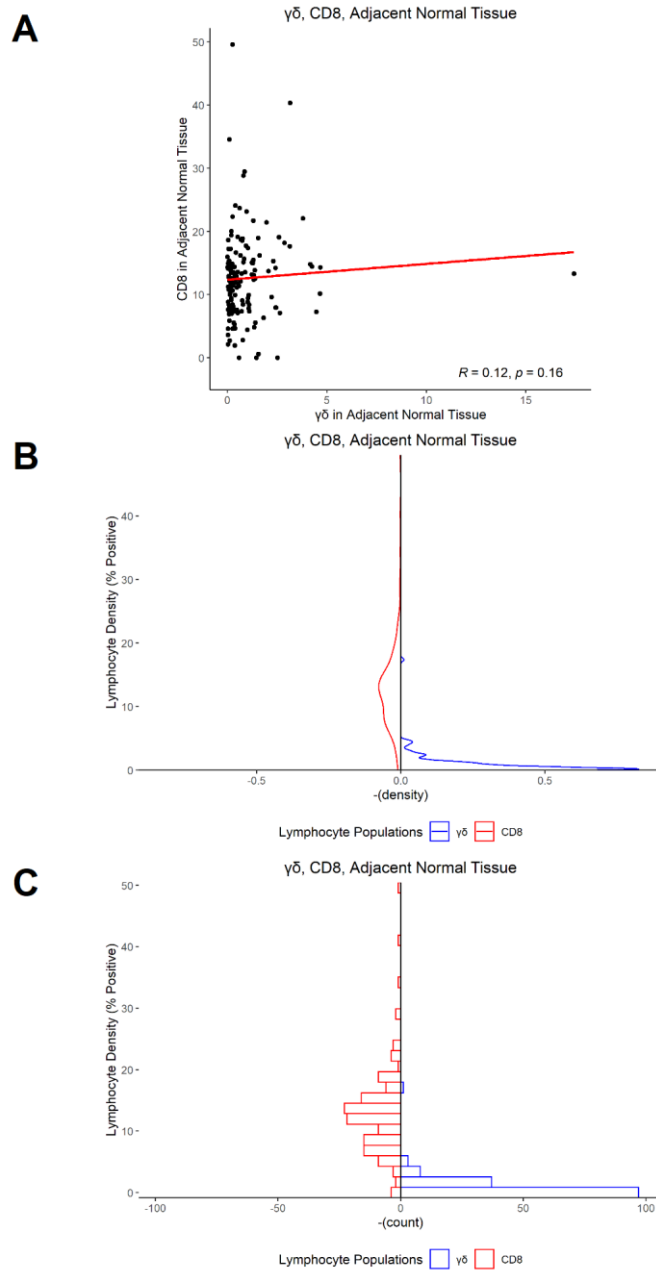 A
γδ, CD8, Adjacent Normal Tissue
CD8 in Adjacent Normal Tissue
50
40
30
20
10
0
R = 0.12, p = 0.16
0
5
10
15
γδ in Adjacent Normal Tissue
B
γδ, CD8, Adjacent Normal Tissue
Lymphocyte Density (% Positive)
40
30
20
10
0
-0.5
0.0
0.5
-(density)
Lymphocyte Populations γδ CD8
C
γδ, CD8, Adjacent Normal Tissue
Lymphocyte Density (% Positive)
50
40
30
20
10
0
-100
-50
0
50
100
-(count)
Lymphocyte Populations γδ CD8